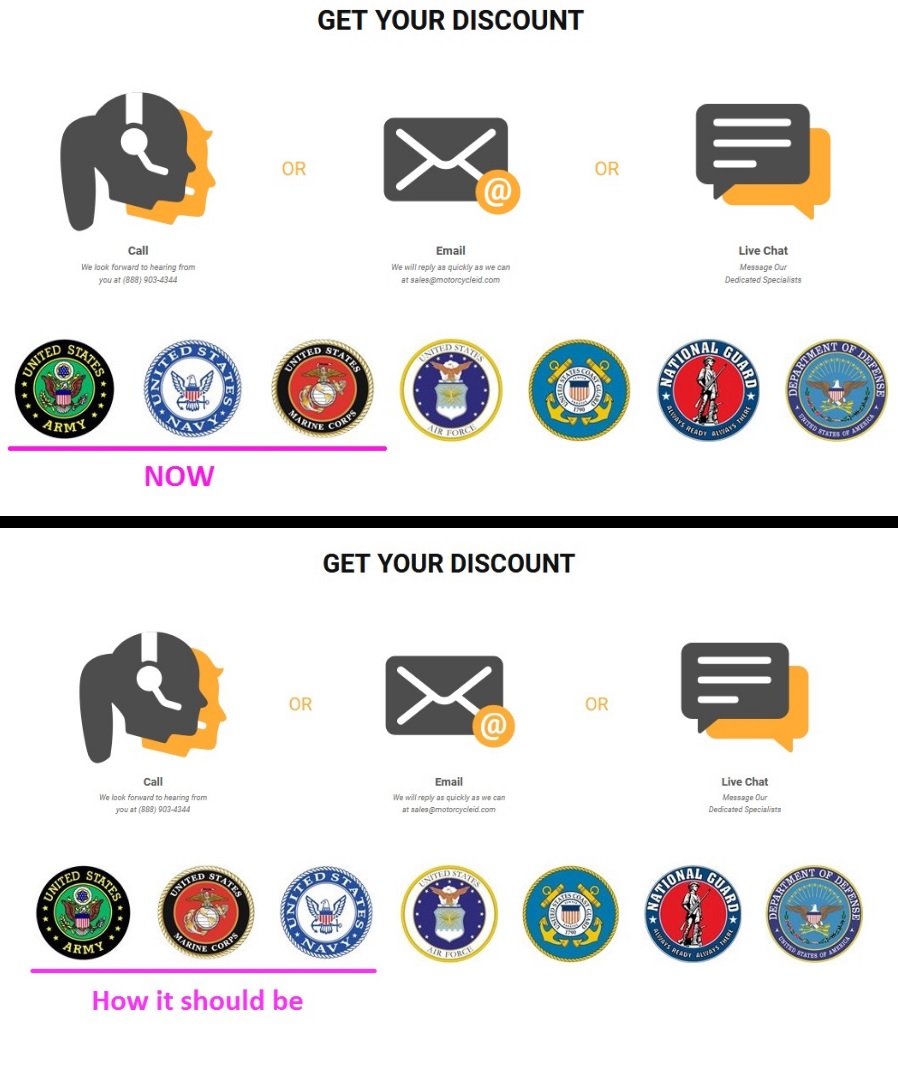 GET YOUR DISCOUNT
OR
@
OR
Call
Email
Live Chat
We look forward to hearing from
you at (888) 903-4344
We will reply as quickly as we can
at sales@motorcycleid.com
Message Our
Dedicated Specialists
UNITED STATES
ARMY
UNITED STATES
NAVY
UNITED STATES
MARINE CORPS
UNITED STATES
AIR FORCE
UNITED STATES COAST GUARD
1790
NATIONAL GUARD
ALWAYS READY ALWAYS THERE
DEPARTMENT OF DEFENSE
UNITED STATES OF AMERICA
NOW
GET YOUR DISCOUNT
OR
@
OR
Call
Email
Live Chat
We look forward to hearing from
you at (888) 903-4344
We will reply as quickly as we can
at sales@motorcycleid.com
Message Our
Dedicated Specialists
UNITED STATES
ARMY
UNITED STATES
MARINE CORPS
UNITED STATES
NAVY
UNITED STATES
AIR FORCE
UNITED STATES COAST GUARD
1790
NATIONAL GUARD
ALWAYS READY ALWAYS THERE
DEPARTMENT OF DEFENSE
UNITED STATES OF AMERICA
How it should be